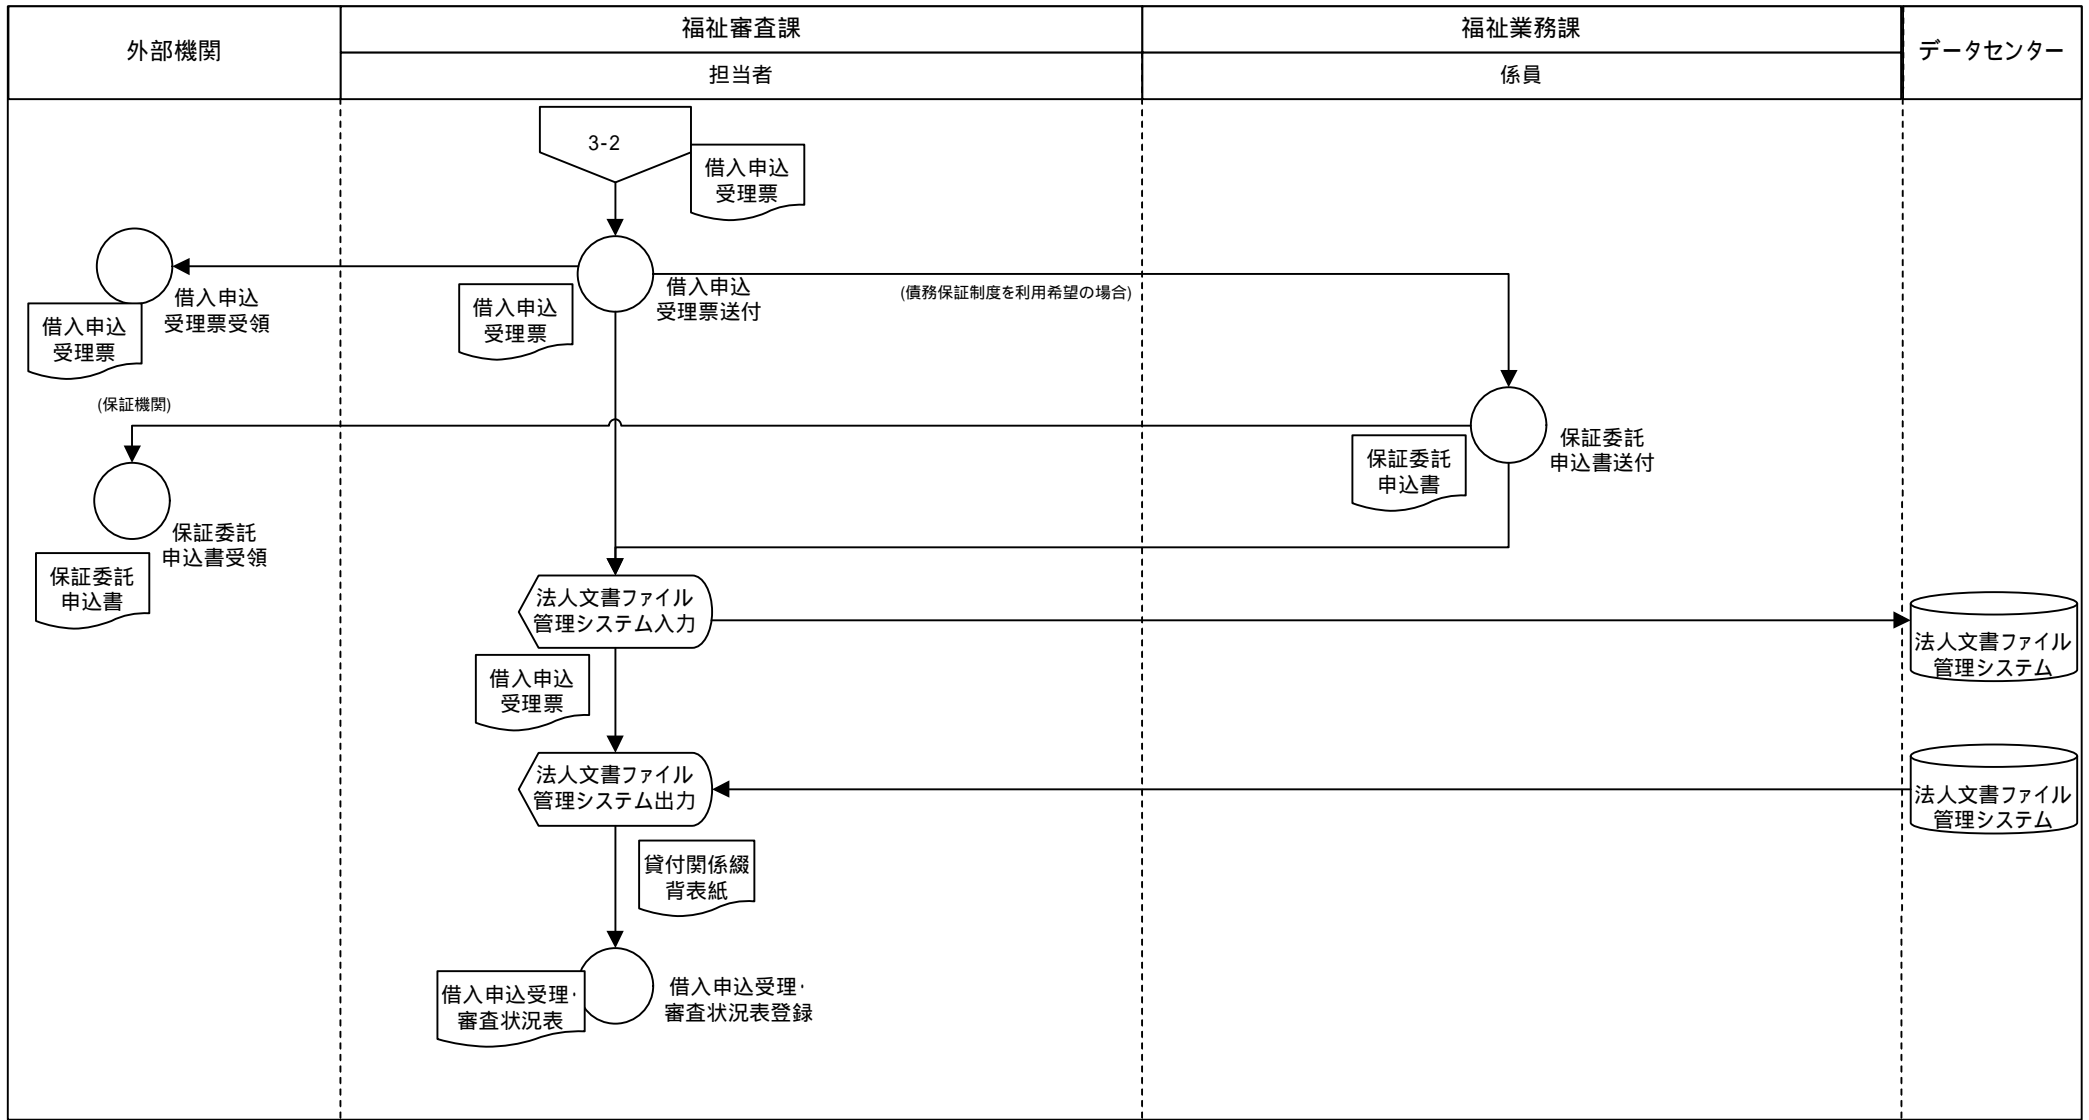 外部機関
福祉審査課
福祉業務課
データセンター
担当者
係員
3-2
借入申込
受理票
借入申込
受理票受領
借入申込
受理票
借入申込
受理票送付
借入申込
受理票
(債務保証制度を利用希望の場合)
(保証機関)
保証委託
申込書送付
保証委託
申込書
保証委託
申込書受領
保証委託
申込書
法人文書ファイル
管理システム入力
法人文書ファイル
管理システム
借入申込
受理票
法人文書ファイル
管理システム出力
法人文書ファイル
管理システム
貸付関係綴
背表紙
借入申込受理・
審査状況表
借入申込受理・
審査状況表登録